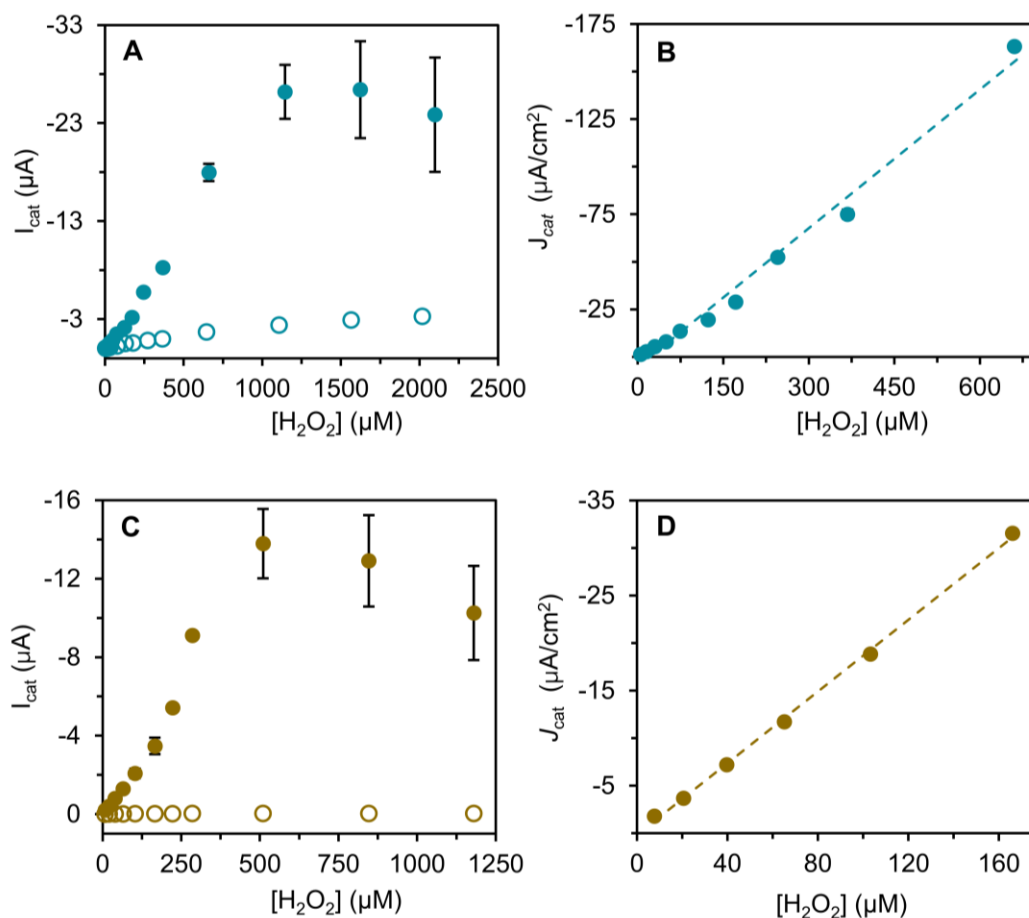 A
I_cat (µA)
-33
-23
-13
-3
0 500 1000 1500 2000 2500
[H₂O₂] (µM)
B
J_cat (µA/cm²)
-175
-125
-75
-25
0 150 300 450 600
[H₂O₂] (µM)
C
I_cat (µA)
-16
-12
-8
-4
0
0 250 500 750 1000 1250
[H₂O₂] (µM)
D
J_cat (µA/cm²)
-35
-25
-15
-5
0 40 80 120 160
[H₂O₂] (µM)